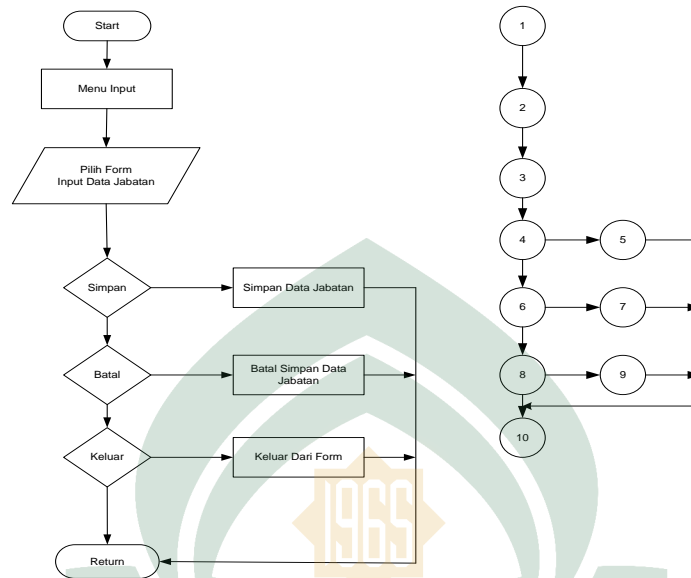 Start
Menu Input
Pilih Form
Input Data Jabatan
Simpan
Simpan Data Jabatan
Batal
Batal Simpan Data
Jabatan
Keluar
Keluar Dari Form
Return
1
2
3
4
5
6
7
8
9
10
1965